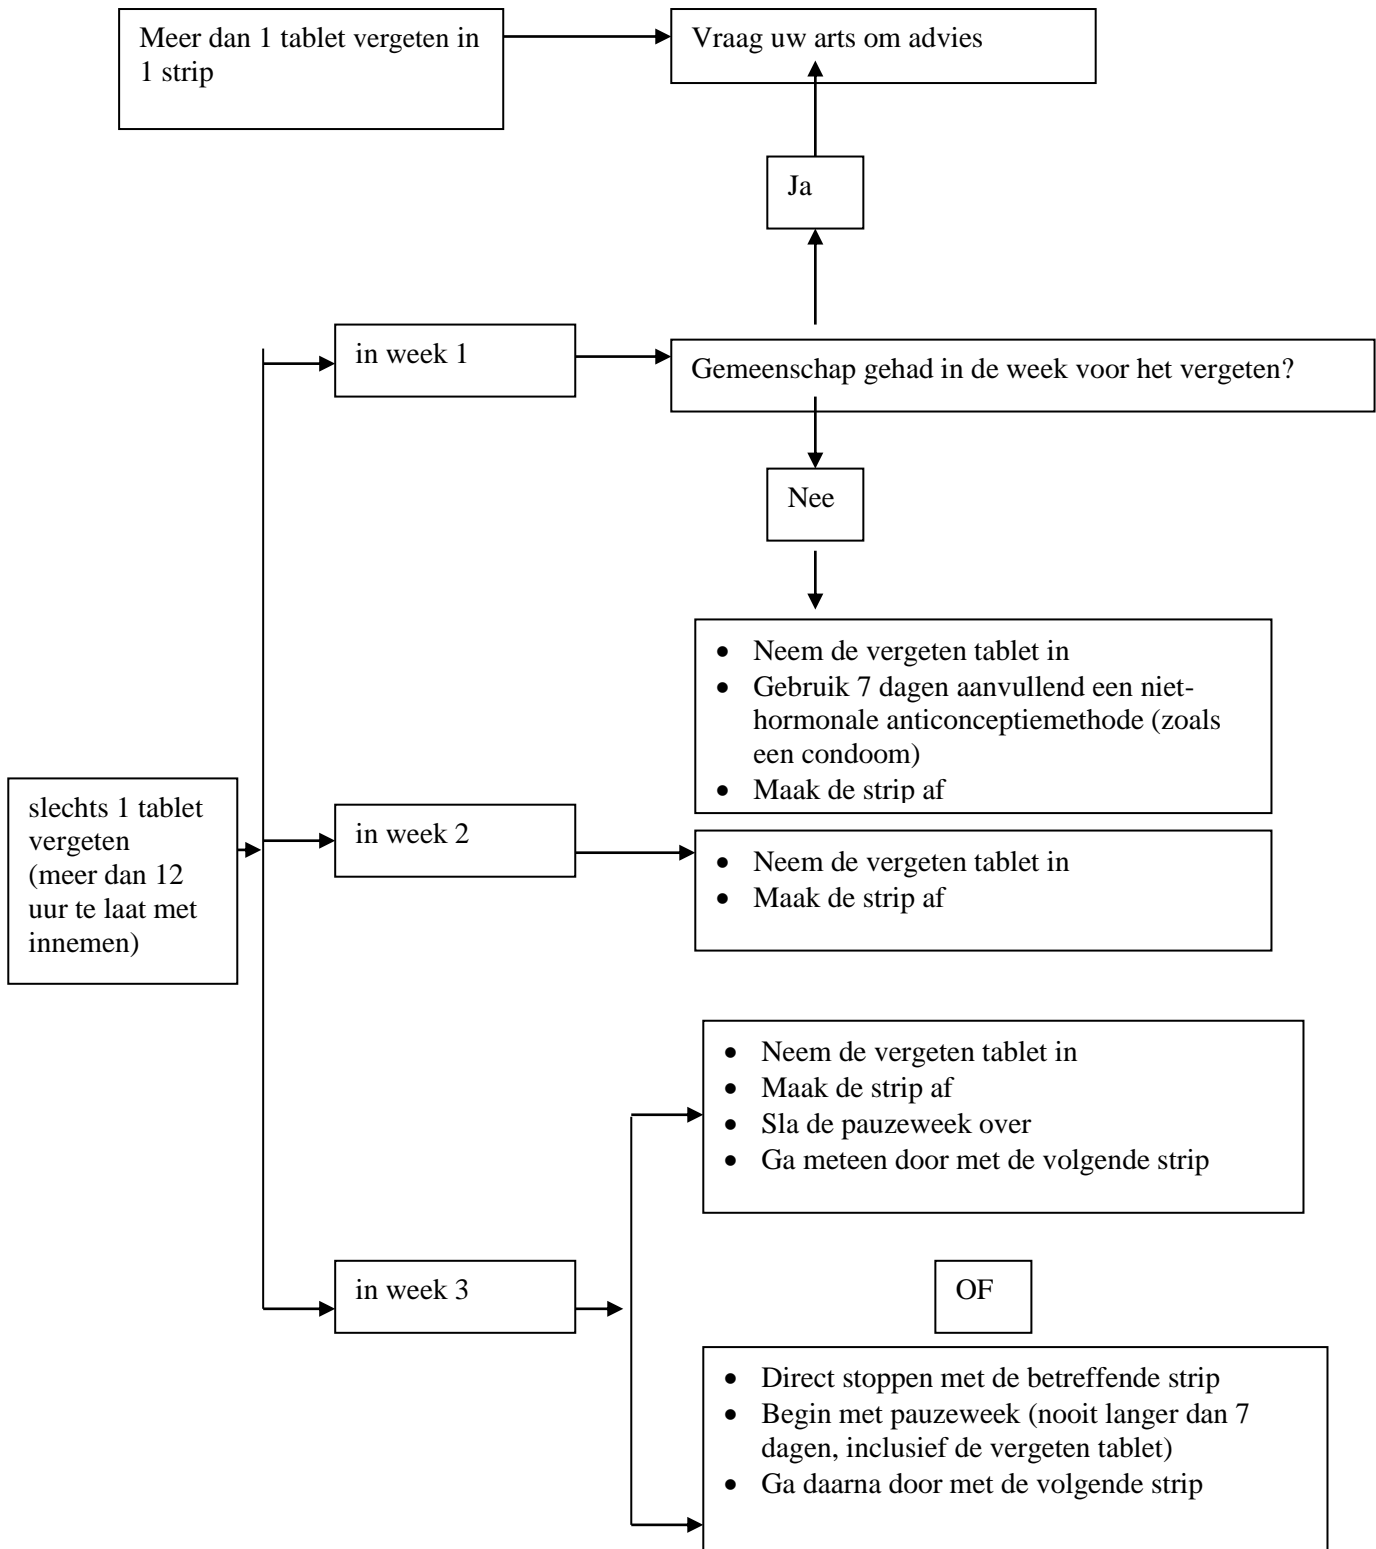 Meer dan 1 tablet vergeten in
1 strip
Vraag uw arts om advies
Ja
in week 1
Gemeenschap gehad in de week voor het vergeten?
Nee
• Neem de vergeten tablet in
• Gebruik 7 dagen aanvullend een niet-
hormonale anticonceptiemethode (zoals
een condoom)
• Maak de strip af
slechts 1 tablet
vergeten
(meer dan 12
uur te laat met
innemen)
in week 2
• Neem de vergeten tablet in
• Maak de strip af
• Neem de vergeten tablet in
• Maak de strip af
• Sla de pauzeweek over
• Ga meteen door met de volgende strip
in week 3
OF
• Direct stoppen met de betreffende strip
• Begin met pauzeweek (nooit langer dan 7
dagen, inclusief de vergeten tablet)
• Ga daarna door met de volgende strip